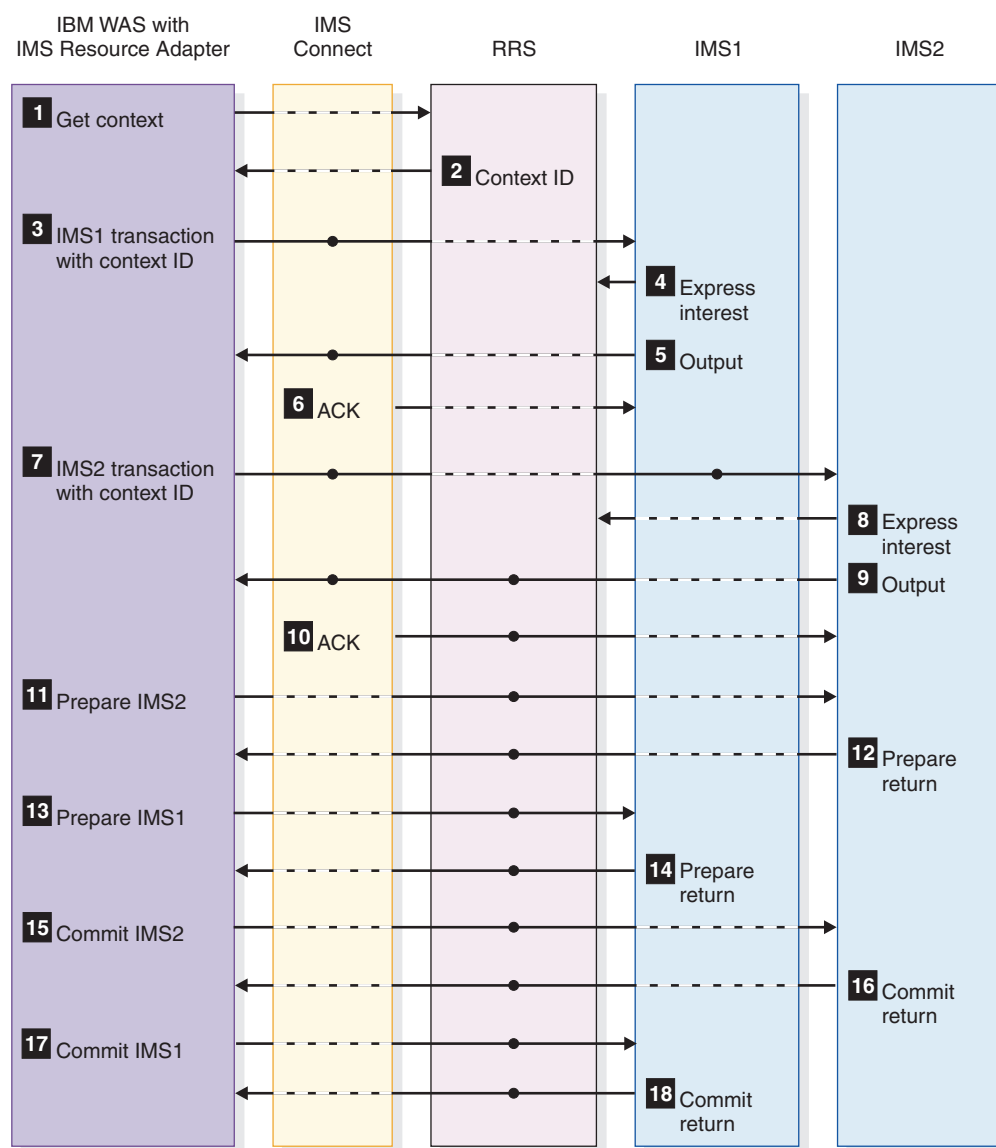 IBM WAS with
IMS Resource Adapter
IMS
Connect
RRS
IMS1
IMS2
1 Get context
2 Context ID
3 IMS1 transaction
with context ID
4 Express
interest
5 Output
6 ACK
7 IMS2 transaction
with context ID
8 Express
interest
9 Output
10 ACK
11 Prepare IMS2
12 Prepare
return
13 Prepare IMS1
14 Prepare
return
15 Commit IMS2
16 Commit
return
17 Commit IMS1
18 Commit
return